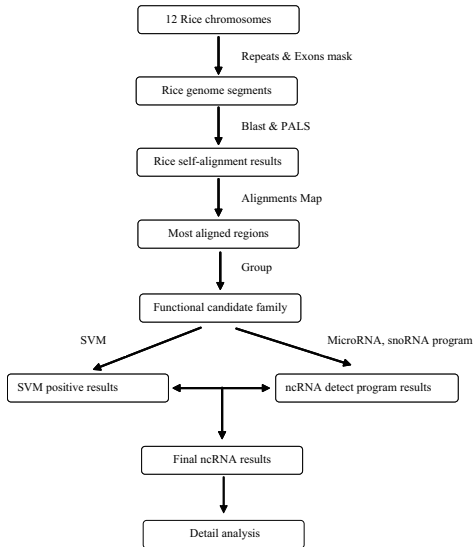 12 Rice chromosomes
Repeats & Exons mask
Rice genome segments
Blast & PALS
Rice self-alignment results
Alignments Map
Most aligned regions
Group
Functional candidate family
SVM
MicroRNA, snoRNA program
SVM positive results
ncRNA detect program results
Final ncRNA results
Detail analysis